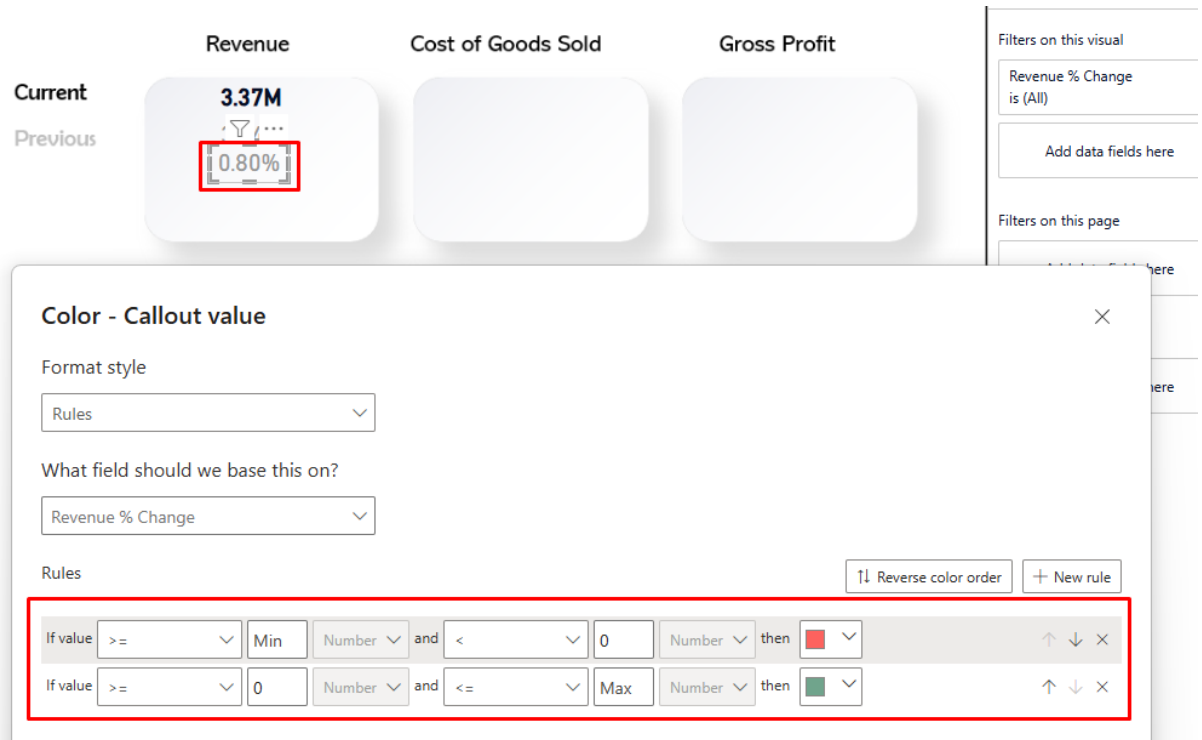 Revenue Cost of Goods Sold Gross Profit
Filters on this visual
Revenue % Change
is (All)
Current 3.37M
Previous
0.80%
Add data fields here
Filters on this page
here
Color - Callout value
Format style
Rules
here
What field should we base this on?
Revenue % Change
Rules Reverse color order + New rule
If value >= Min Number and < 0 Number then
If value >= 0 Number and <= Max Number then